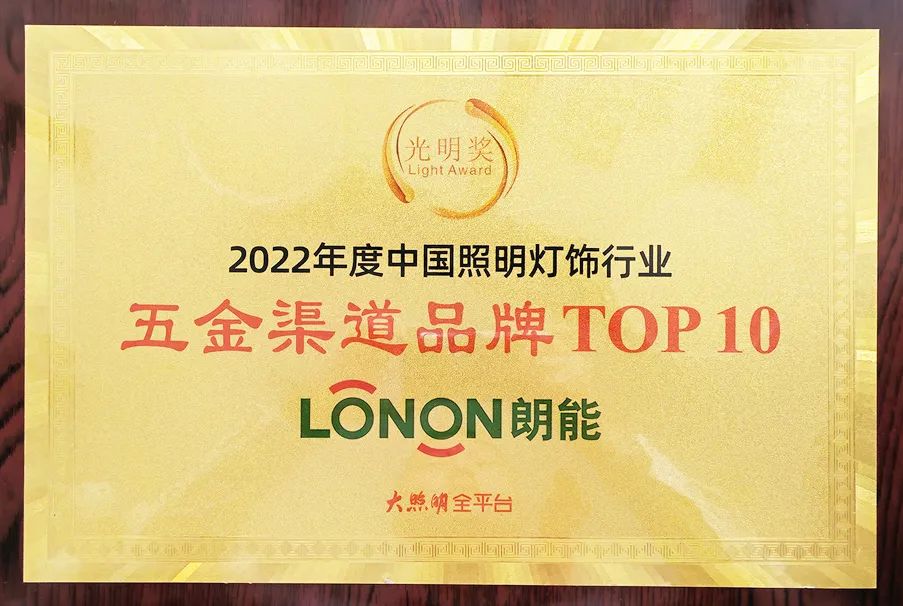 光明奖
Light Award
2022年度中国照明灯饰行业
五金渠道品牌TOP 10
LONON朗能
大照明全平台